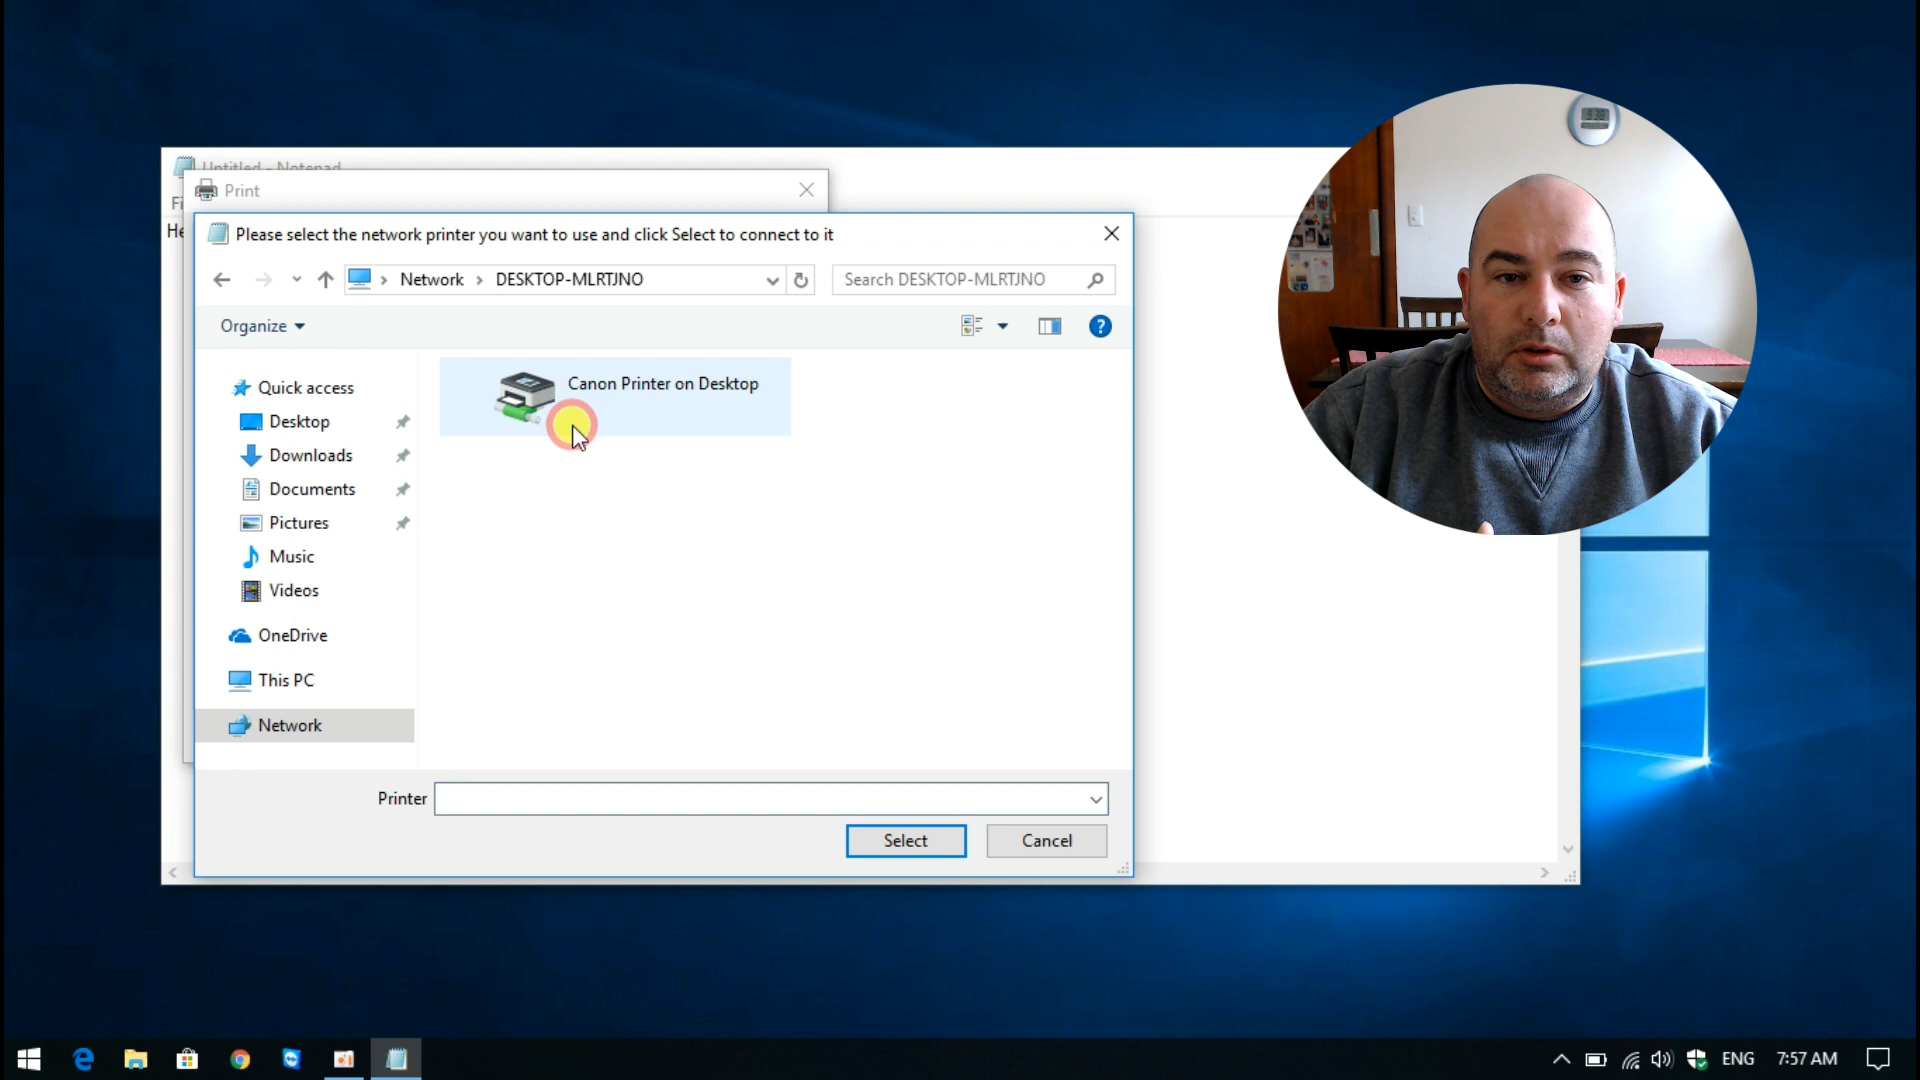 Untitled - Notepad
Print
Fi
He
Please select the network printer you want to use and click Select to connect to it
Network > DESKTOP-MLRTJNO
Search DESKTOP-MLRTJNO
Organize
?
Quick access
Desktop
Downloads
Documents
Pictures
Music
Videos
OneDrive
This PC
Network
Canon Printer on Desktop
Printer
Select
Cancel
ENG
7:57 AM